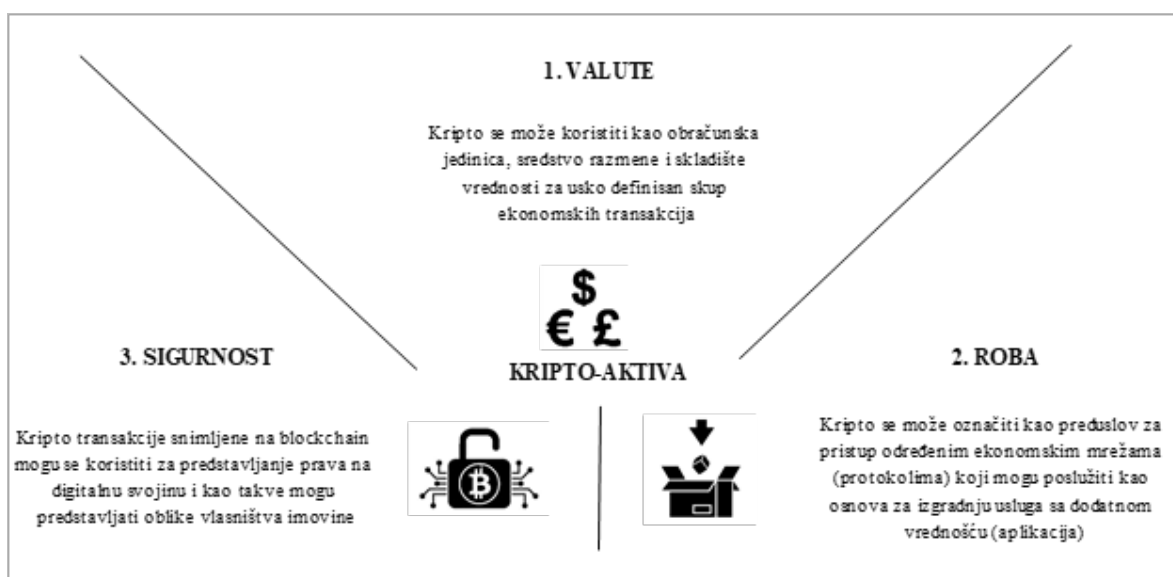 1. VALUTE
Kripto se može koristiti kao obračunska
jedinica, sredstvo razmene i skladište
vrednosti za usko definisan skup
ekonomskih transakcija
$
€ £
KRIPTO-AKTIVA
3. SIGURNOST
Kripto transakcije snimljene na blockchain
mogu se koristiti za predstavljanje prava na
digitalnu svojinu i kao takve mogu
predstavljati oblike vlasništva imovine
2. ROBA
Kripto se može označiti kao preduslov za
pristup određenim ekonomskim mrežama
(protokolima) koji mogu poslužiti kao
osnova za izgradnju usluga sa dodatnom
vrednošću (aplikacija)